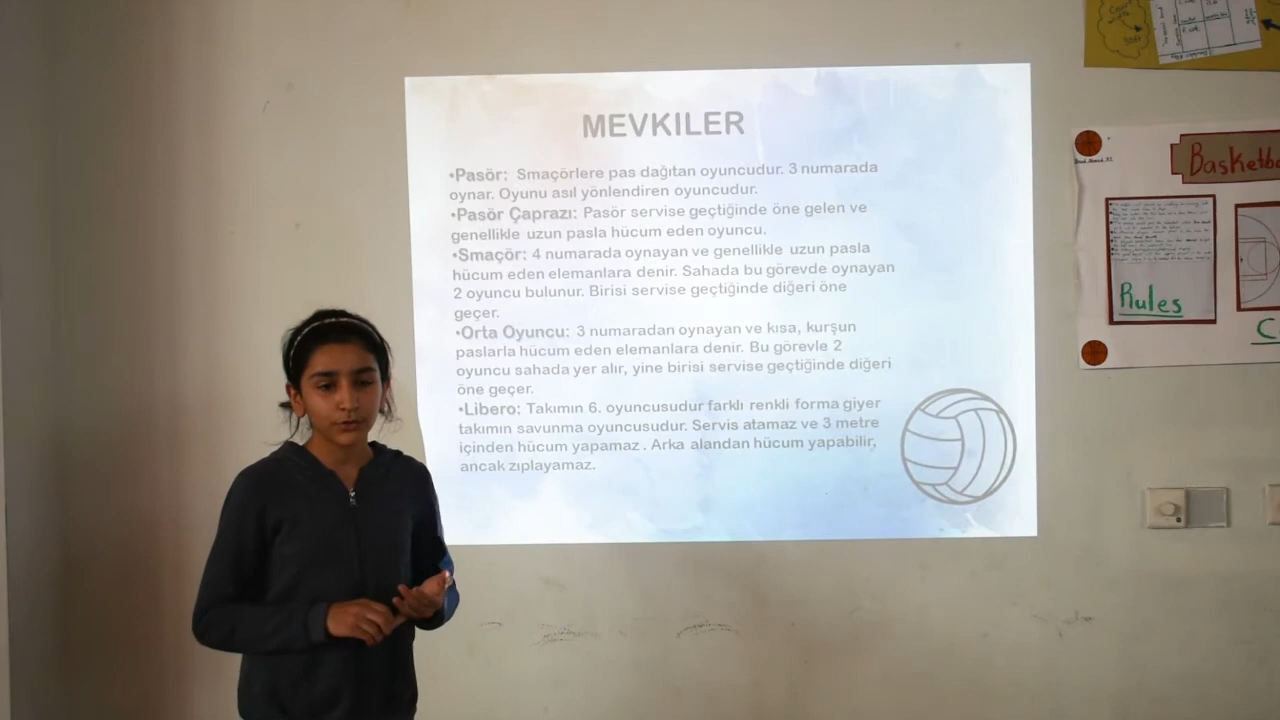 MEVKILER
•Pasör: Smaçörlere pas dağıtan oyuncudur. 3 numarada
oynar. Oyunu asıl yönlendiren oyuncudur.
•Pasör Çaprazı: Pasör servise geçtiğinde öne gelen ve
genellikle uzun pasla hücum eden oyuncu.
•Smaçör: 4 numarada oynayan ve genellikle uzun pasla
hücum eden elemanlara denir. Sahada bu görevde oynayan
2 oyuncu bulunur. Birisi servise geçtiğinde diğeri öne
geçer.
•Orta Oyuncu: 3 numaradan oynayan ve kısa, kurşun
paslarla hücum eden elemanlara denir. Bu görevle 2
oyuncu sahada yer alır, yine birisi servise geçtiğinde diğeri
öne geçer.
•Libero: Takımın 6. oyuncusudur farklı renkli forma giyer
takımın savunma oyuncusudur. Servis atamaz ve 3 metre
içinden hücum yapamaz . Arka alandan hücum yapabilir,
ancak zıplayamaz.
Basketb
Rules
C